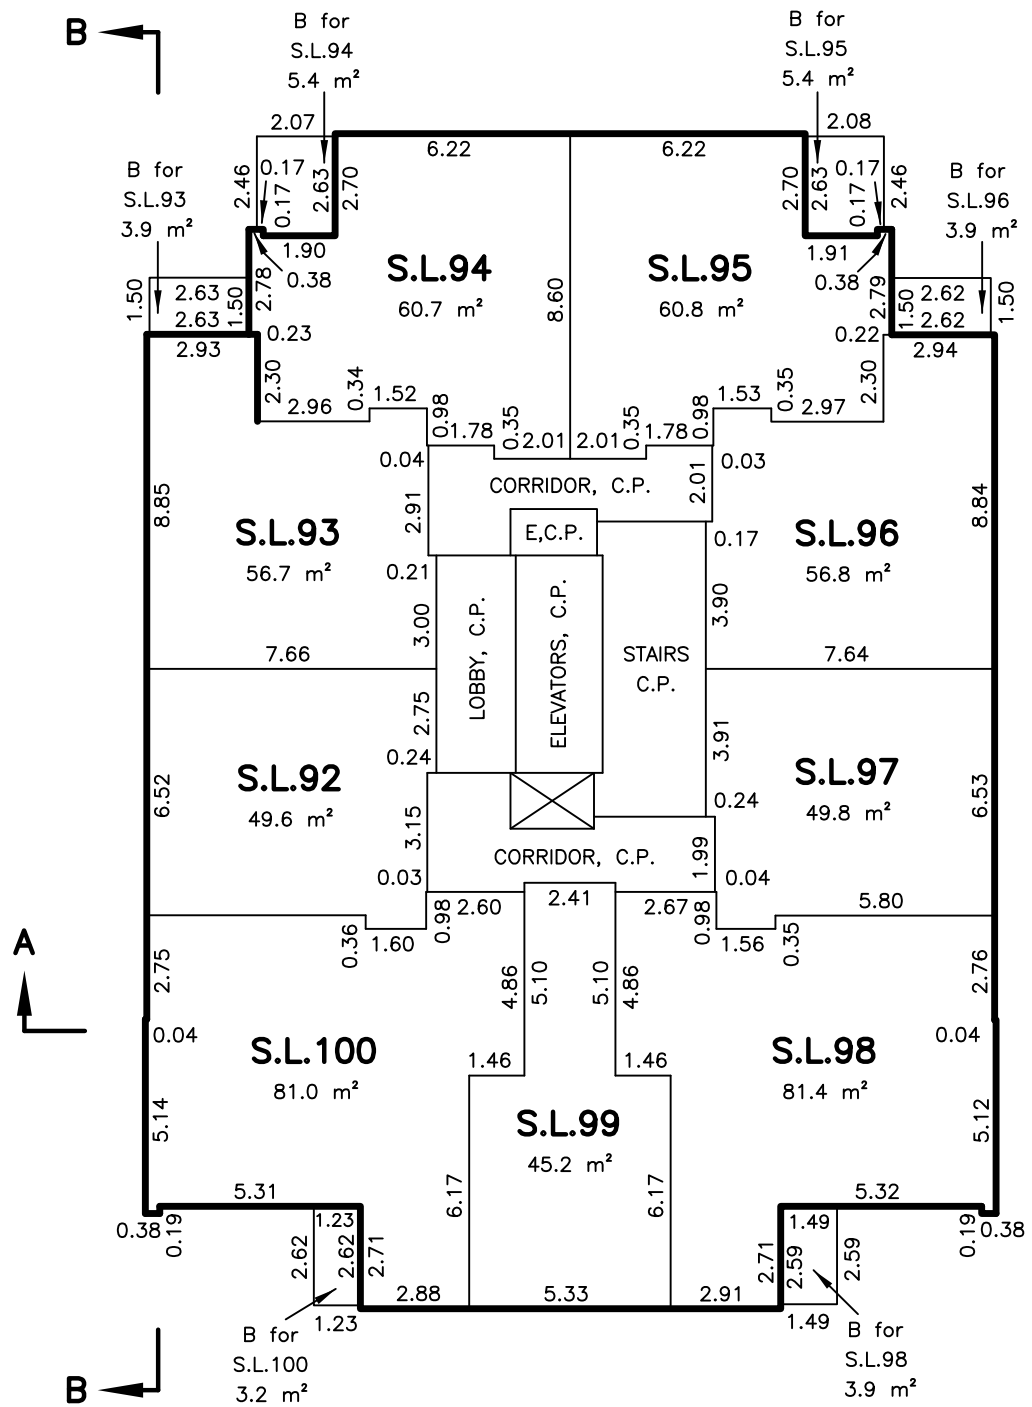 B
B for
S.L.94
5.4 m²
B for
S.L.95
5.4 m²
2.07
2.08
B for
S.L.93
3.9 m²
B for
S.L.96
3.9 m²
6.22
6.22
2.46
0.17
0.17
2.63
2.70
2.70
2.63
0.17
0.17
2.46
1.90
1.91
0.38
0.38
S.L.94
60.7 m²
S.L.95
60.8 m²
1.50
2.63
2.63
1.50
2.78
8.60
2.79
1.50
2.62
2.62
1.50
2.93
0.23
0.22
2.94
2.30
2.96
0.34
1.52
0.98
1.78
0.35
2.01
2.01
0.35
1.78
0.98
1.53
0.35
2.97
2.30
0.04
0.03
CORRIDOR, C.P.
2.91
2.01
8.85
8.84
S.L.93
56.7 m²
E,C.P.
0.17
S.L.96
56.8 m²
0.21
3.00
LOBBY, C.P.
ELEVATORS, C.P.
STAIRS
C.P.
3.90
7.66
7.64
2.75
3.91
0.24
0.24
S.L.92
49.6 m²
S.L.97
49.8 m²
6.52
6.53
3.15
CORRIDOR, C.P.
1.99
0.03
0.04
2.60
2.41
2.67
5.80
0.36
1.60
0.98
0.98
1.56
0.35
A
2.75
4.86
5.10
5.10
4.86
2.76
0.04
0.04
S.L.100
81.0 m²
S.L.98
81.4 m²
1.46
1.46
5.14
S.L.99
45.2 m²
5.12
5.31
6.17
6.17
5.32
0.38
0.19
1.23
2.62
2.62
2.71
2.71
2.59
1.49
2.59
0.19
0.38
2.88
5.33
2.91
1.23
1.49
B for
S.L.100
3.2 m²
B for
S.L.98
3.9 m²
B